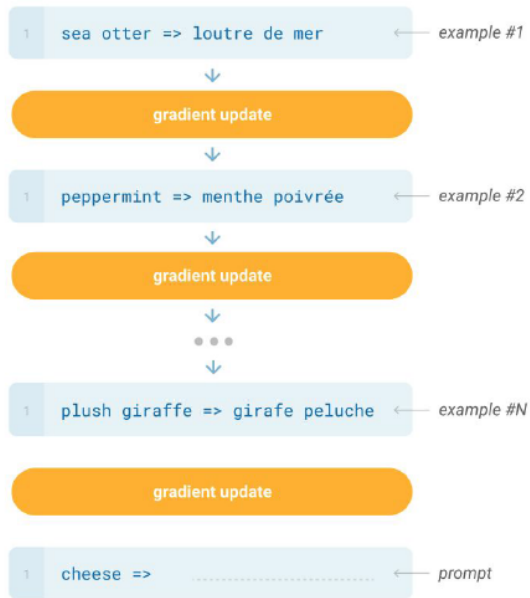 1 sea otter => loutre de mer example #1
gradient update
1 peppermint => menthe poivrée example #2
gradient update
1 plush giraffe => girafe peluche example #N
gradient update
1 cheese => prompt